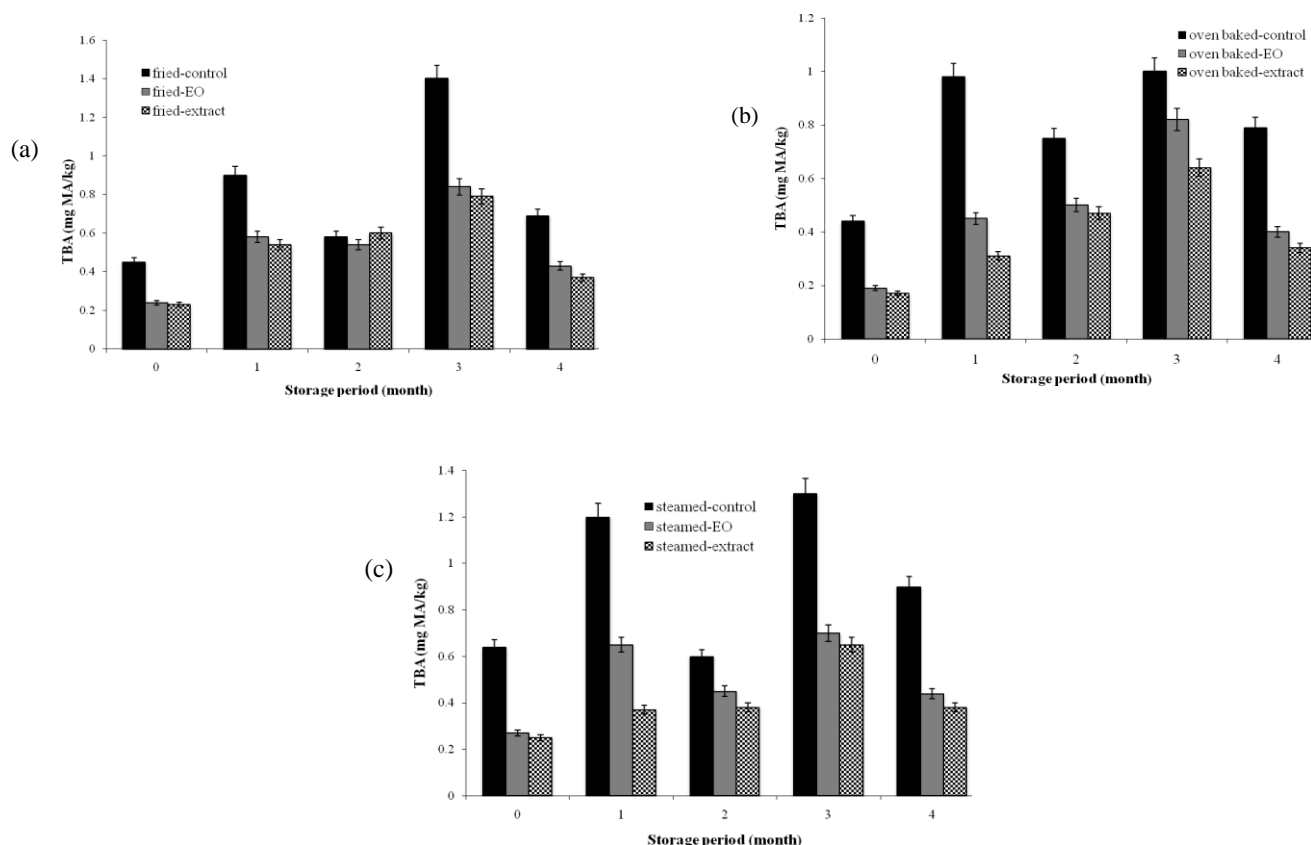 (a)
TBA (mg MA/kg)
1.6
1.4
1.2
1
0.8
0.6
0.4
0.2
0
fried-control
fried-EO
fried-extract
0 1 2 3 4
Storage period (month)
(b)
TBA (mg MA/kg)
1.2
1
0.8
0.6
0.4
0.2
0
oven baked-control
oven baked-EO
oven baked-extract
0 1 2 3 4
Storage period (month)
(c)
TBA (mg MA/kg)
1.4
1.2
1
0.8
0.6
0.4
0.2
0
steamed-control
steamed-EO
steamed-extract
0 1 2 3 4
Storage period (month)